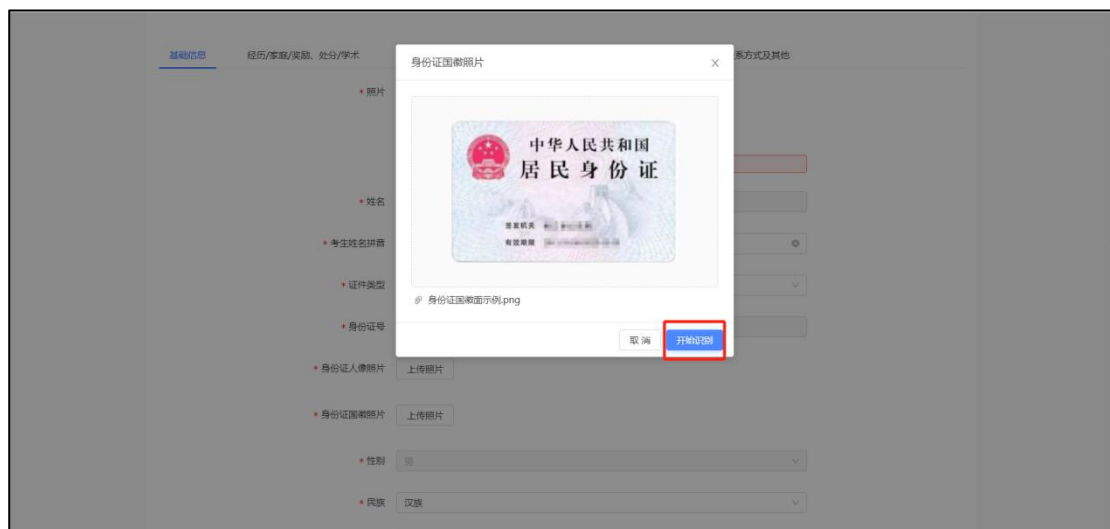 基础信息 经历/家庭/奖励、处分/学术 系方式及其他
身份证国徽照片 X
* 照片
中华人民共和国
居民身份证
签发机关
有效期限
* 姓名
* 考生姓名拼音
* 证件类型
身份证国徽面示例.png
* 身份证号
取 消 开始识别
* 身份证人像照片 上传照片
* 身份证国徽照片 上传照片
* 性别 男
* 民族 汉族